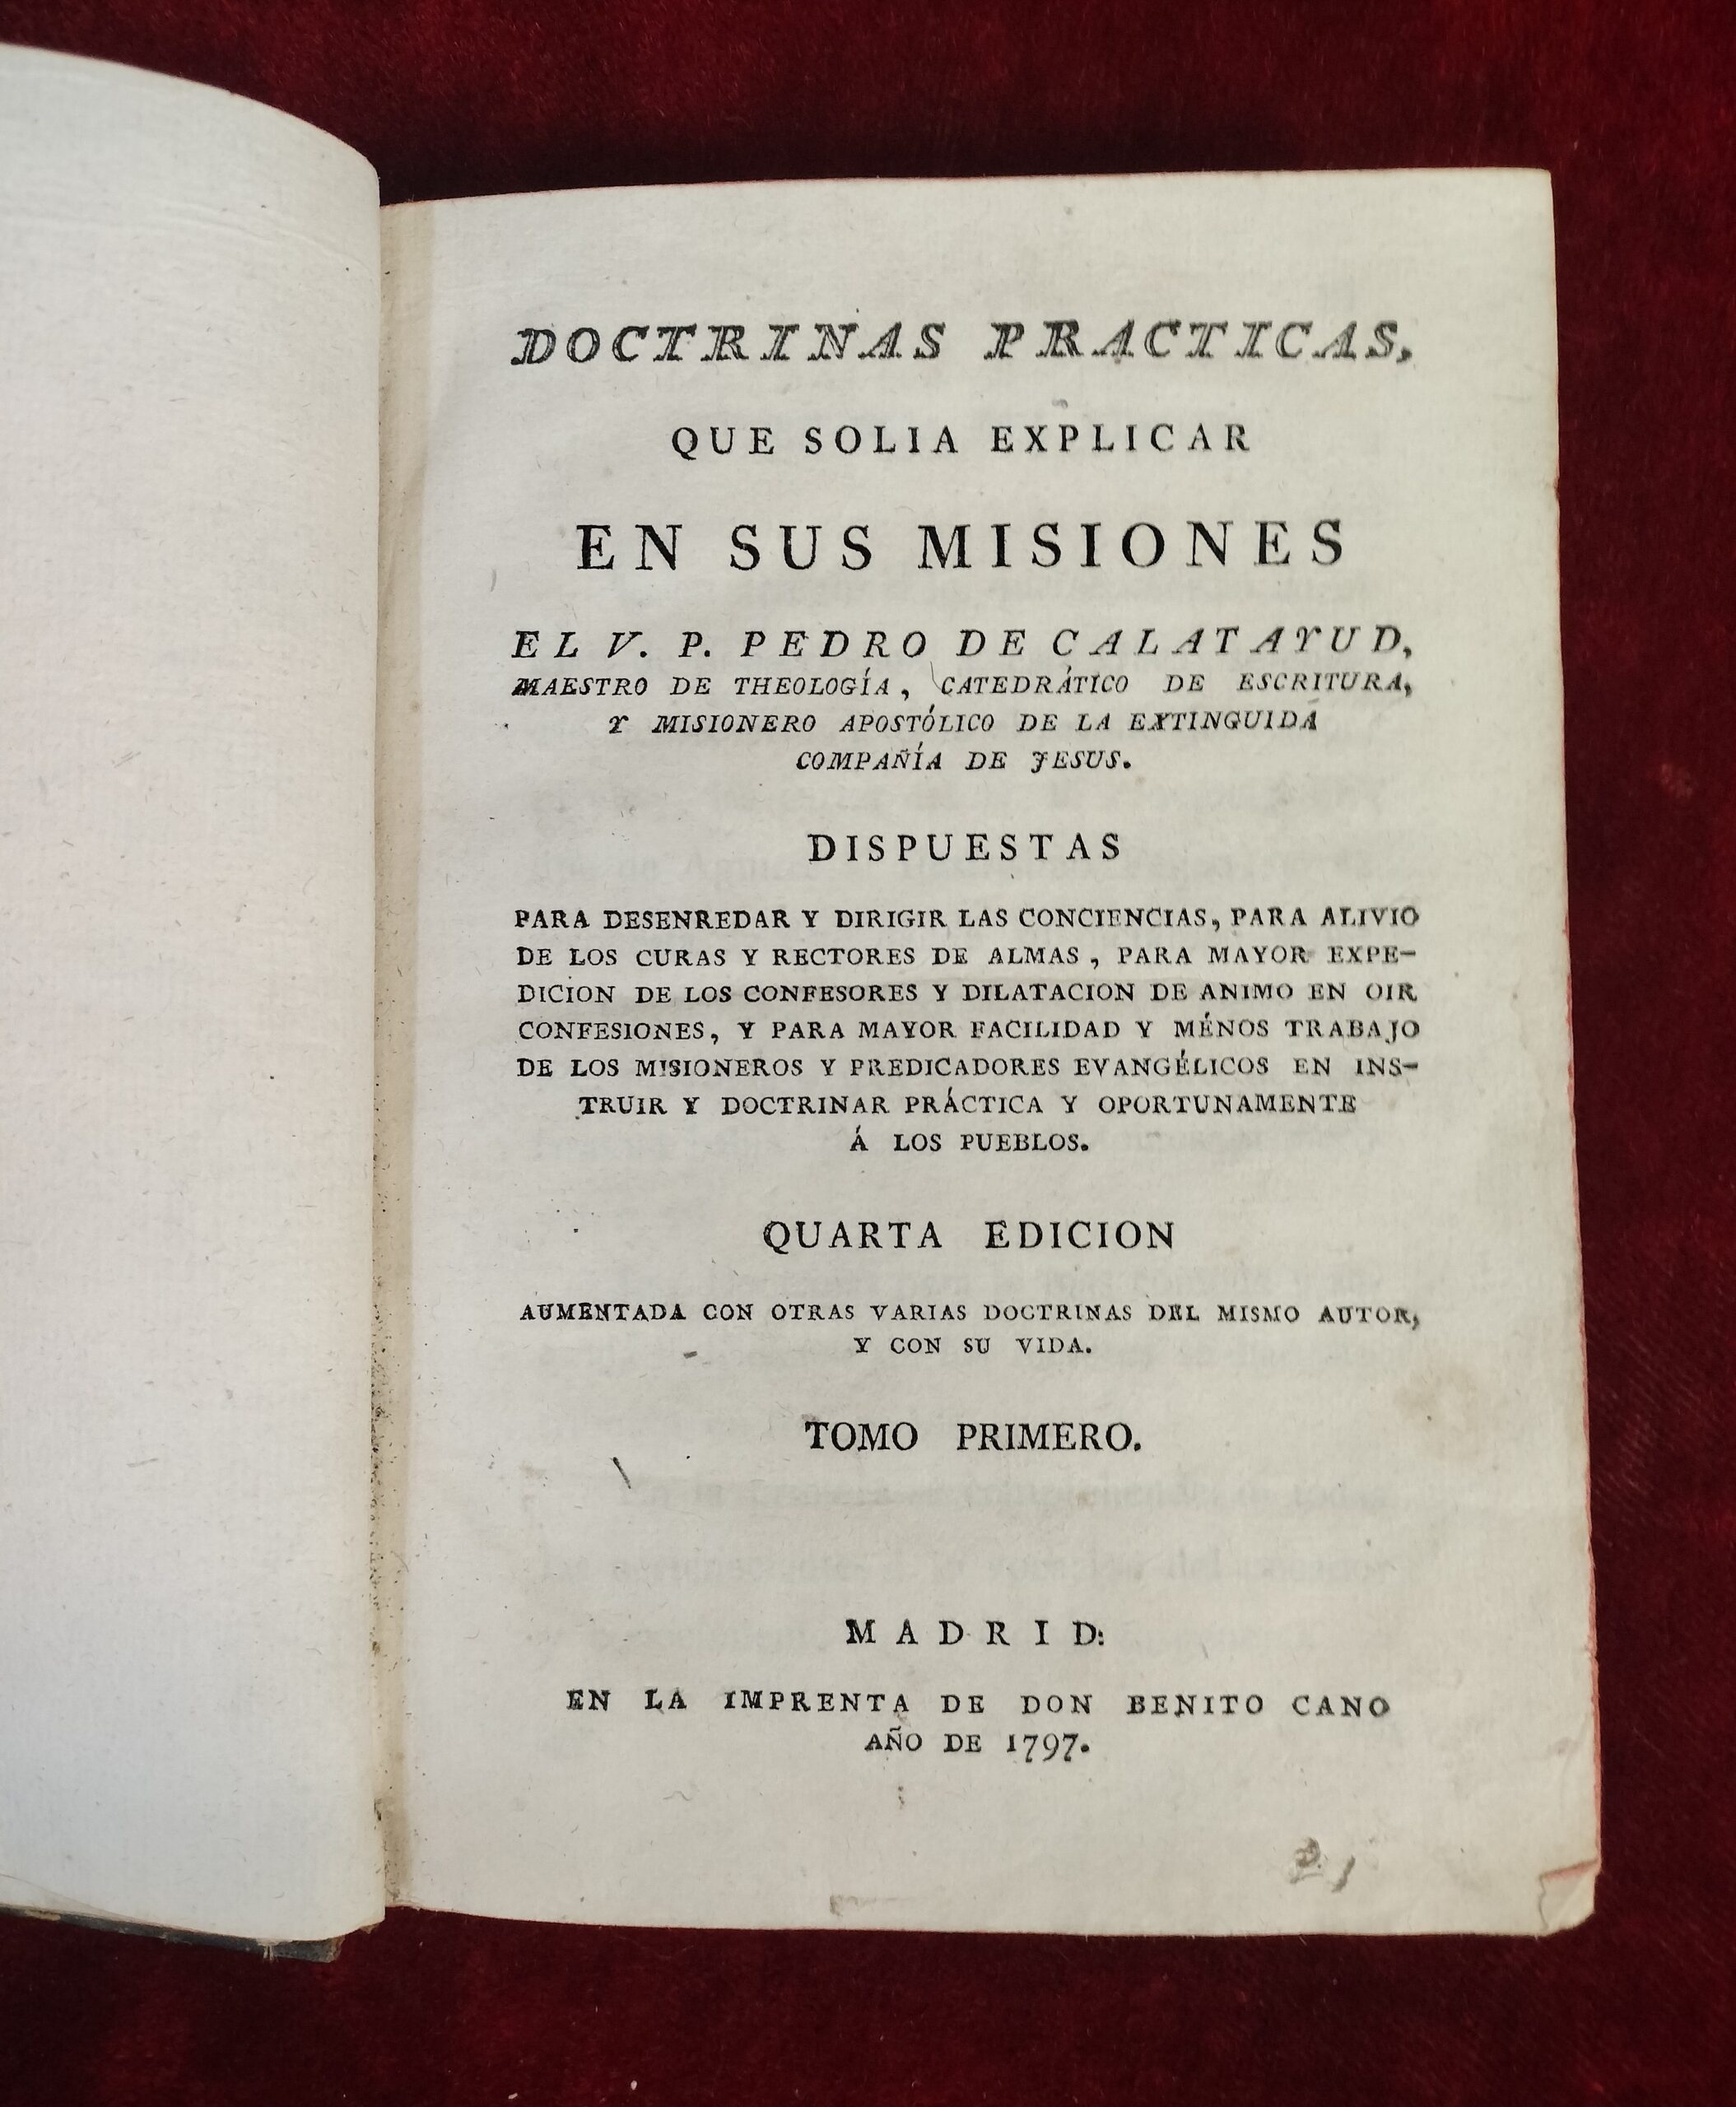 DOCTRINAS PRACTICAS,
QUE SOLIA EXPLICAR
EN SUS MISIONES
EL V. P. PEDRO DE CALATAYUD,
MAESTRO DE THEOLOGÍA, CATEDRÁTICO DE ESCRITURA,
Y MISIONERO APOSTÓLICO DE LA EXTINGUIDA
COMPAÑÍA DE JESUS.
DISPUESTAS
PARA DESENREDAR Y DIRIGIR LAS CONCIENCIAS, PARA ALIVIO
DE LOS CURAS Y RECTORES DE ALMAS, PARA MAYOR EXPE-
DICION DE LOS CONFESORES Y DILATACION DE ANIMO EN OIR
CONFESIONES, Y PARA MAYOR FACILIDAD Y MÉNOS TRABAJO
DE LOS MISIONEROS Y PREDICADORES EVANGÉLICOS EN INS-
TRUIR Y DOCTRINAR PRÁCTICA Y OPORTUNAMENTE
Á LOS PUEBLOS.
QUARTA EDICION
AUMENTADA CON OTRAS VARIAS DOCTRINAS DEL MISMO AUTOR,
Y CON SU VIDA.
TOMO PRIMERO.
MADRID:
EN LA IMPRENTA DE DON BENITO CANO
AÑO DE 1797.